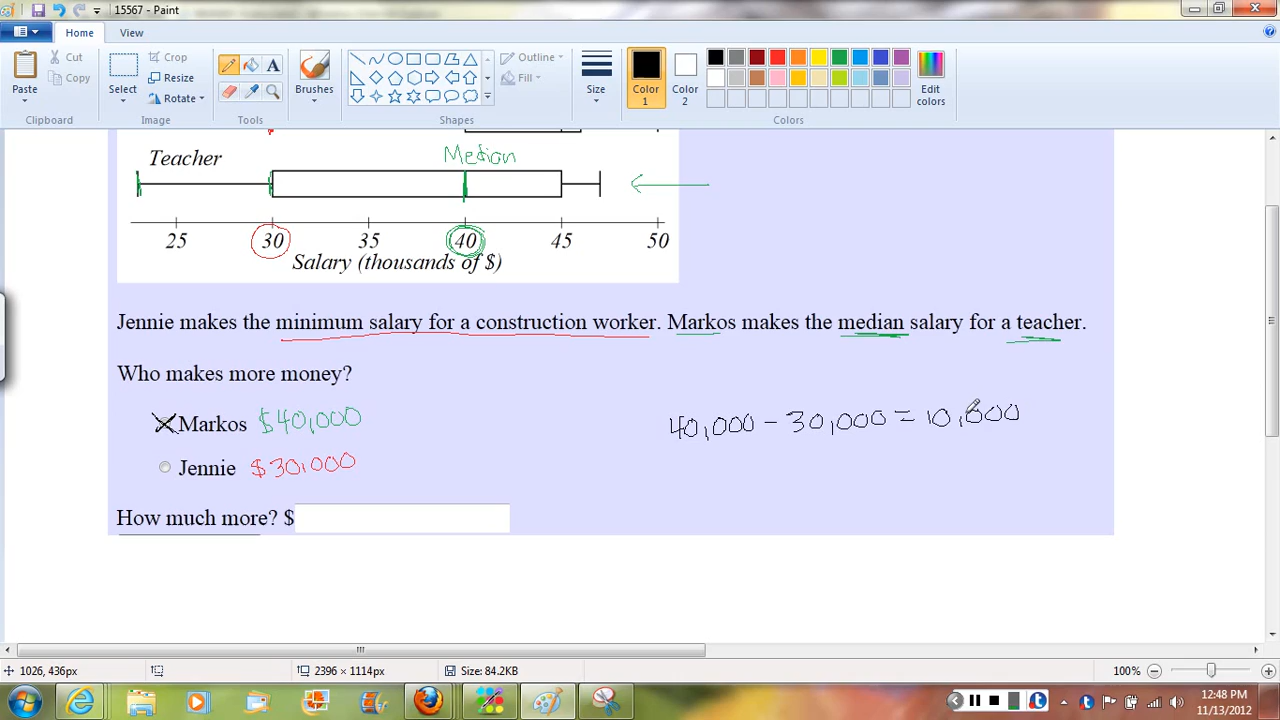 15567 - Paint
Home View
Paste
Cut
Copy
Clipboard
Select
Crop
Resize
Rotate
Image
Tools
Brushes
Outline
Fill
Shapes
Size
Color 1
Color 2
Edit colors
Colors
Teacher Median
25 30 35 40 45 50
Salary (thousands of $)
Jennie makes the minimum salary for a construction worker. Markos makes the median salary for a teacher.
Who makes more money?
Markos $40,000 40,000 - 30,000 = 10,000
Jennie $30,000
How much more? $
1026, 436px 2396 × 1114px Size: 84.2KB 100%
12:48 PM
11/13/2012